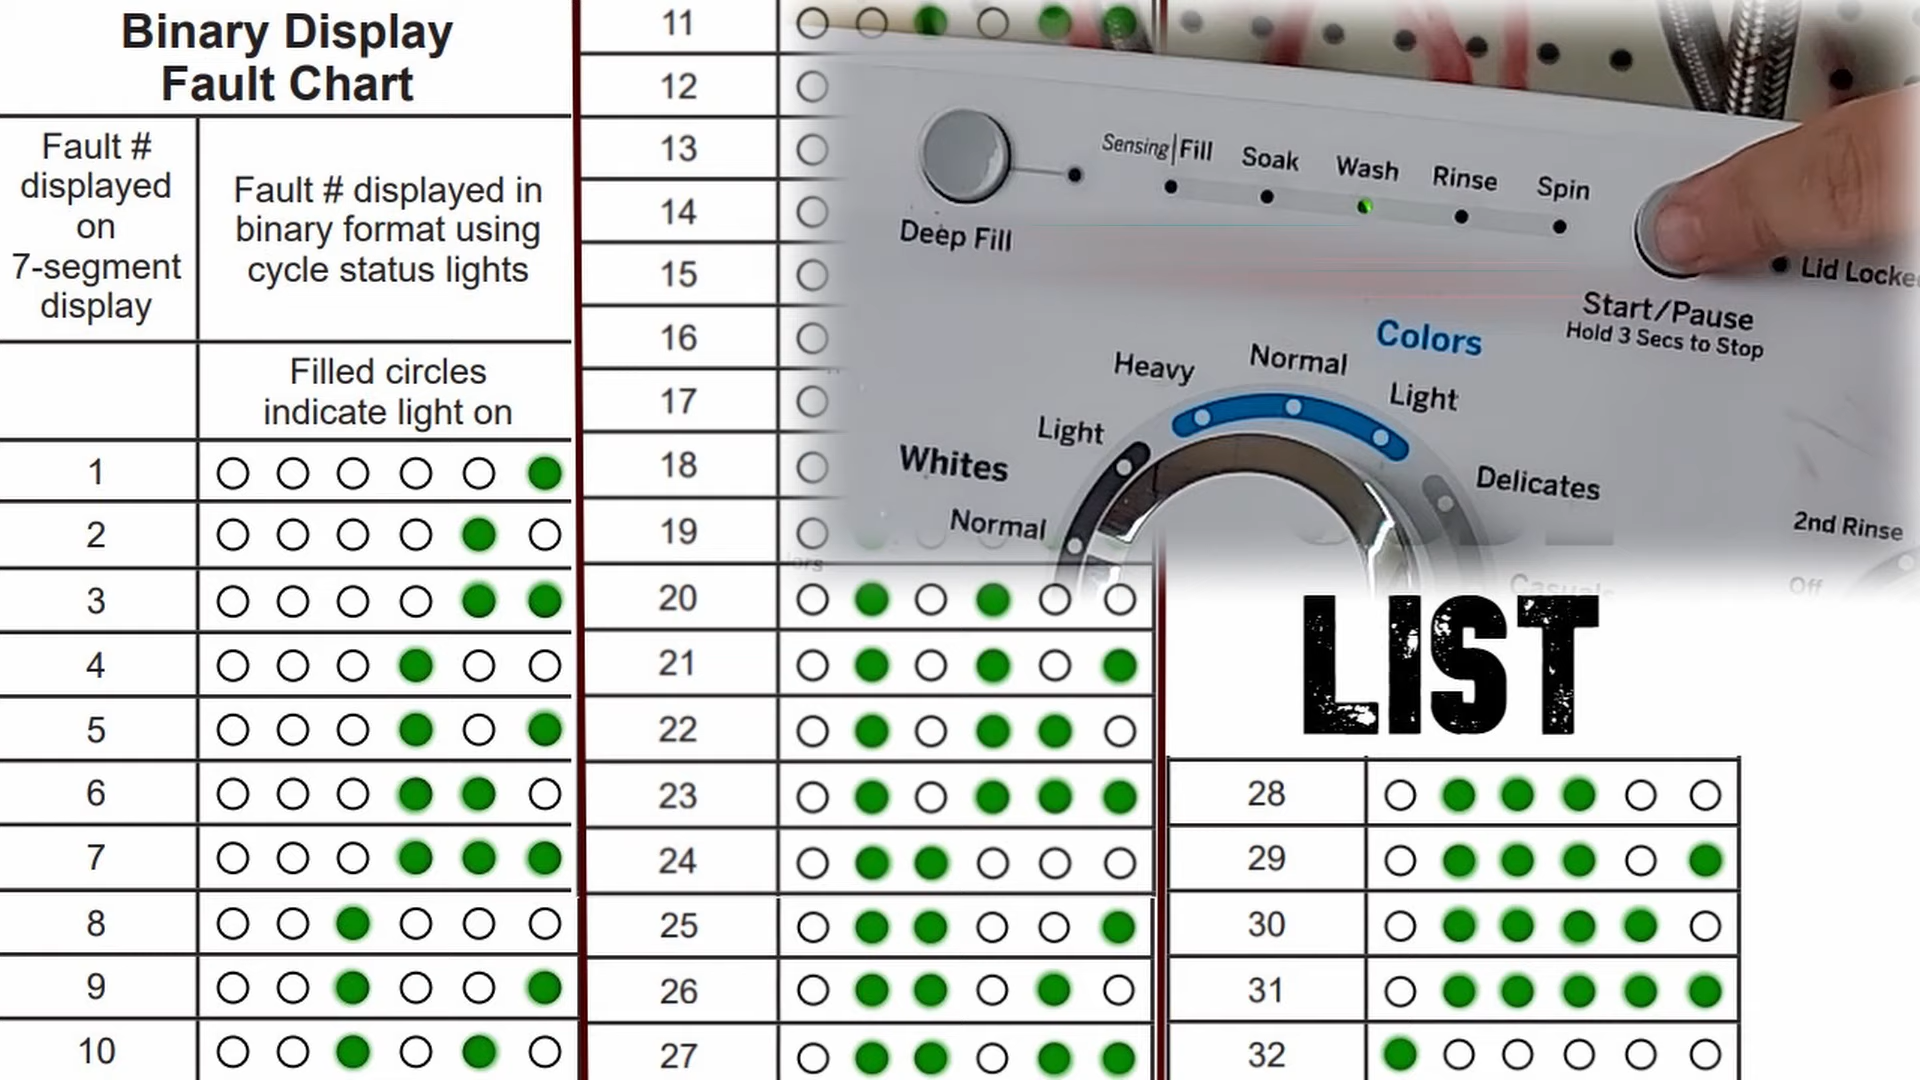 Binary Display
Fault Chart
Fault #
displayed
on
7-segment
display
Fault # displayed in
binary format using
cycle status lights
Filled circles
indicate light on
1
2
3
4
5
6
7
8
9
10
11
12
13
14
15
16
17
18
19
20
21
22
23
24
25
26
27
Sensing|Fill
Soak
Wash
Rinse
Spin
Deep Fill
Lid Locke
Start/Pause
Hold 3 Secs to Stop
Colors
Heavy
Normal
Light
Light
Whites
Normal
Delicates
2nd Rinse
Casuals
Off
LIST
28
29
30
31
32